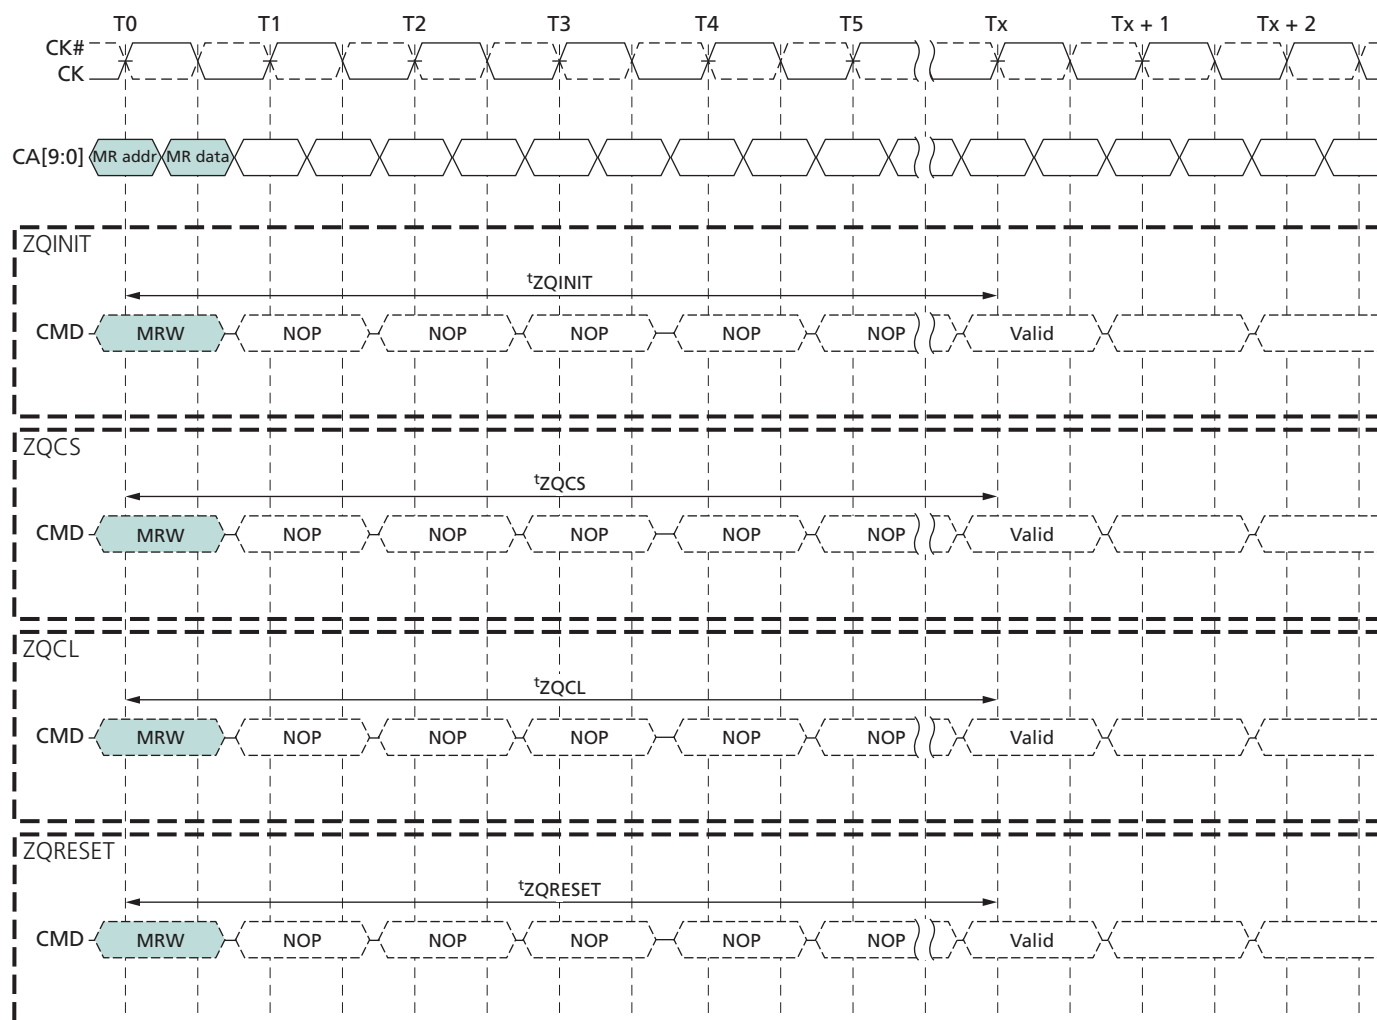 T0 T1 T2 T3 T4 T5 Tx Tx + 1 Tx + 2
CK#
CK
CA[9:0] MR addr MR data
ZQINIT
tZQINIT
CMD MRW NOP NOP NOP NOP NOP Valid
ZQCS
tZQCS
CMD MRW NOP NOP NOP NOP NOP Valid
ZQCL
tZQCL
CMD MRW NOP NOP NOP NOP NOP Valid
ZQRESET
tZQRESET
CMD MRW NOP NOP NOP NOP NOP Valid